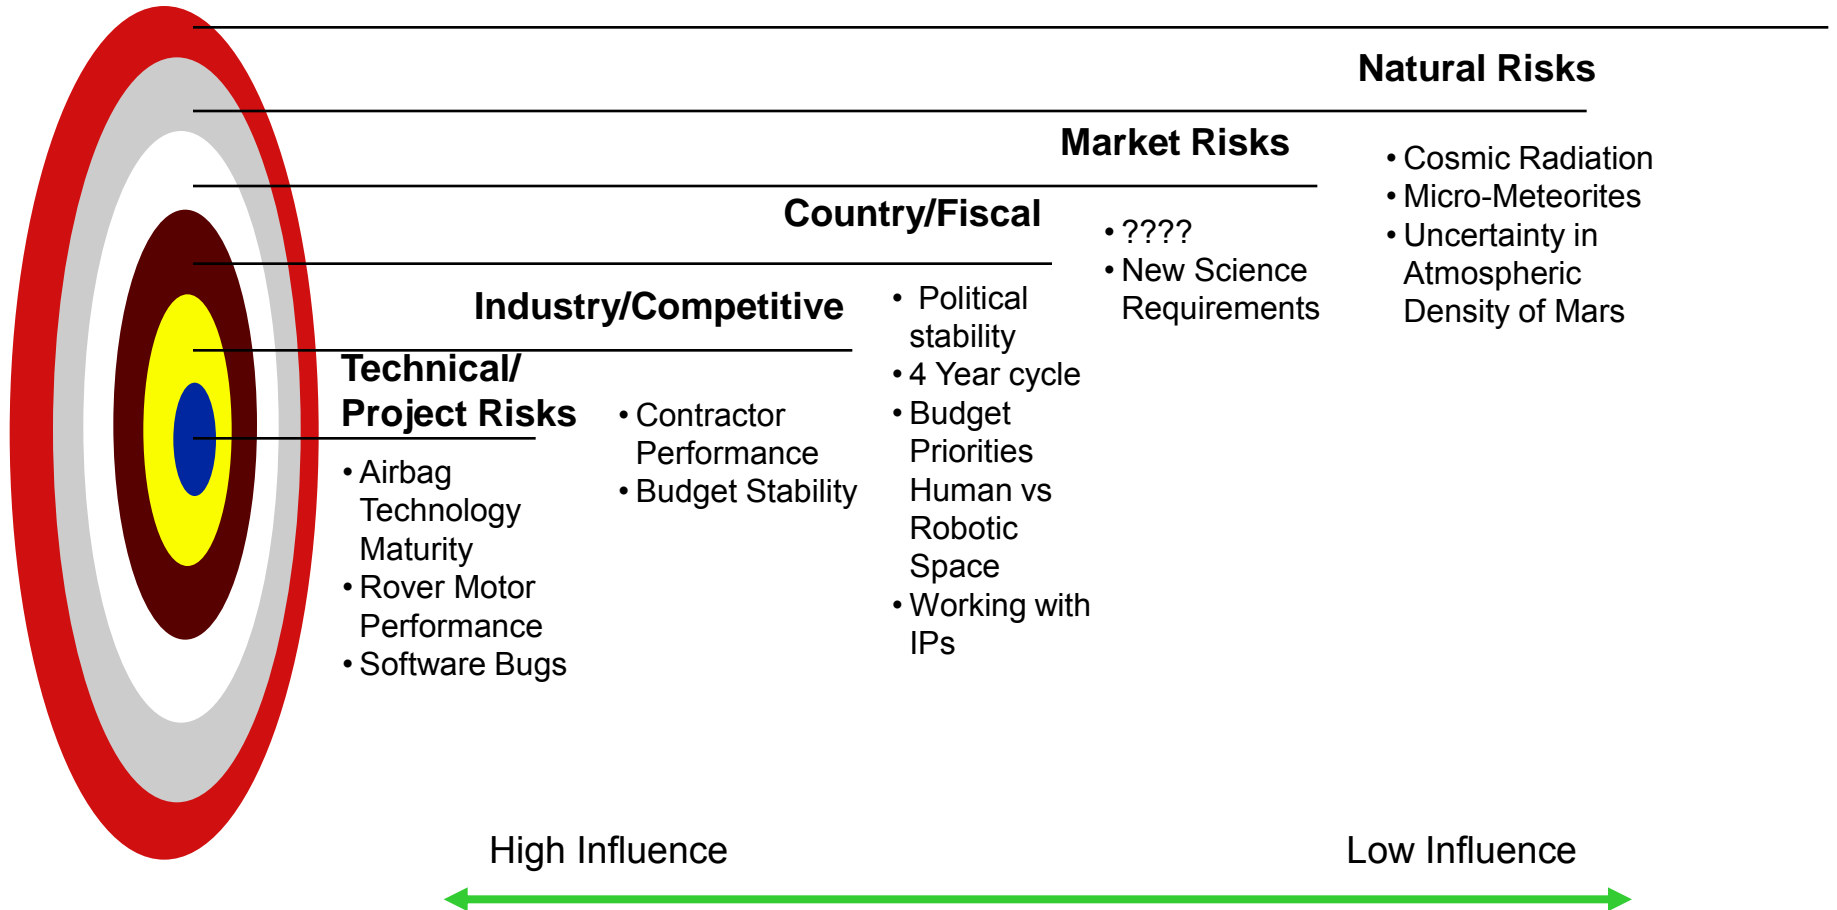 Natural Risks
• Cosmic Radiation
• Micro-Meteorites
• Uncertainty in
Atmospheric
Density of Mars
Market Risks
• ????
• New Science
Requirements
Country/Fiscal
• Political
stability
• 4 Year cycle
• Budget
Priorities
Human vs
Robotic
Space
• Working with
IPs
Industry/Competitive
• Contractor
Performance
• Budget Stability
Technical/
Project Risks
• Airbag
Technology
Maturity
• Rover Motor
Performance
• Software Bugs
High Influence
Low Influence